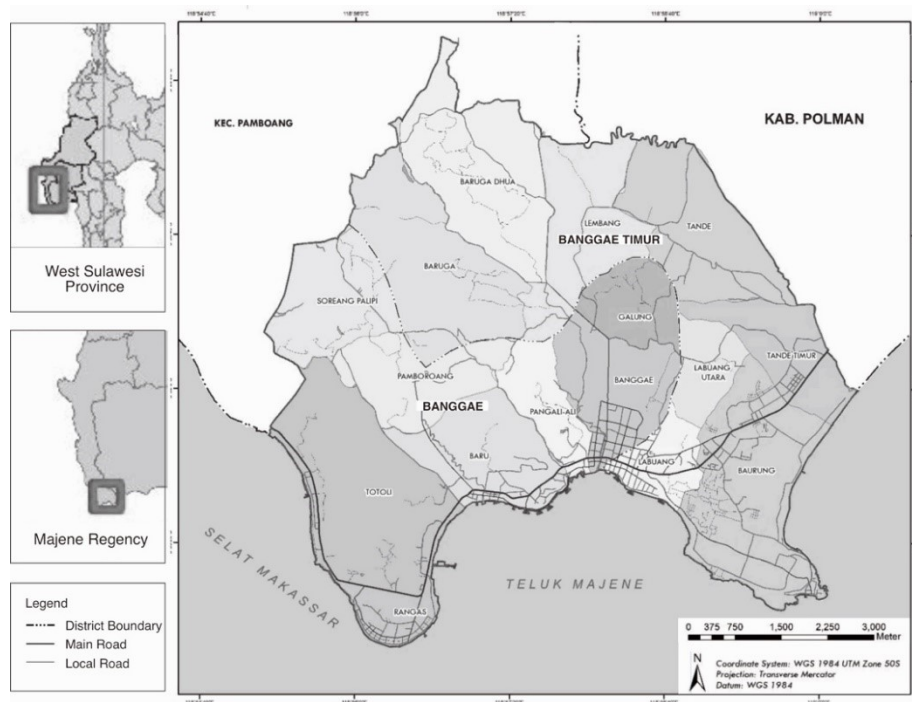 West Sulawesi
Province
Majene Regency
Legend
District Boundary
Main Road
Local Road
KEC. PAMBOANG
KAB. POLMAN
BARUGA DHUA
LEMBANG
TANDE
BANGGAE TIMUR
BARUGA
SOREANG PALIPI
GALUNG
TANDE TIMUR
LABUANG
UTARA
PAMBOROANG
BANGGAE
BANGGAE
PANGALI-ALI
BARU
LABUANG
BAURUNG
TOTOLI
SELAT MAKASSAR
TELUK MAJENE
RANGAS
0 375 750 1,500 2,250 3,000
Meter
N
Coordinate System: WGS 1984 UTM Zone 50S
Projection: Transverse Mercator
Datum: WGS 1984